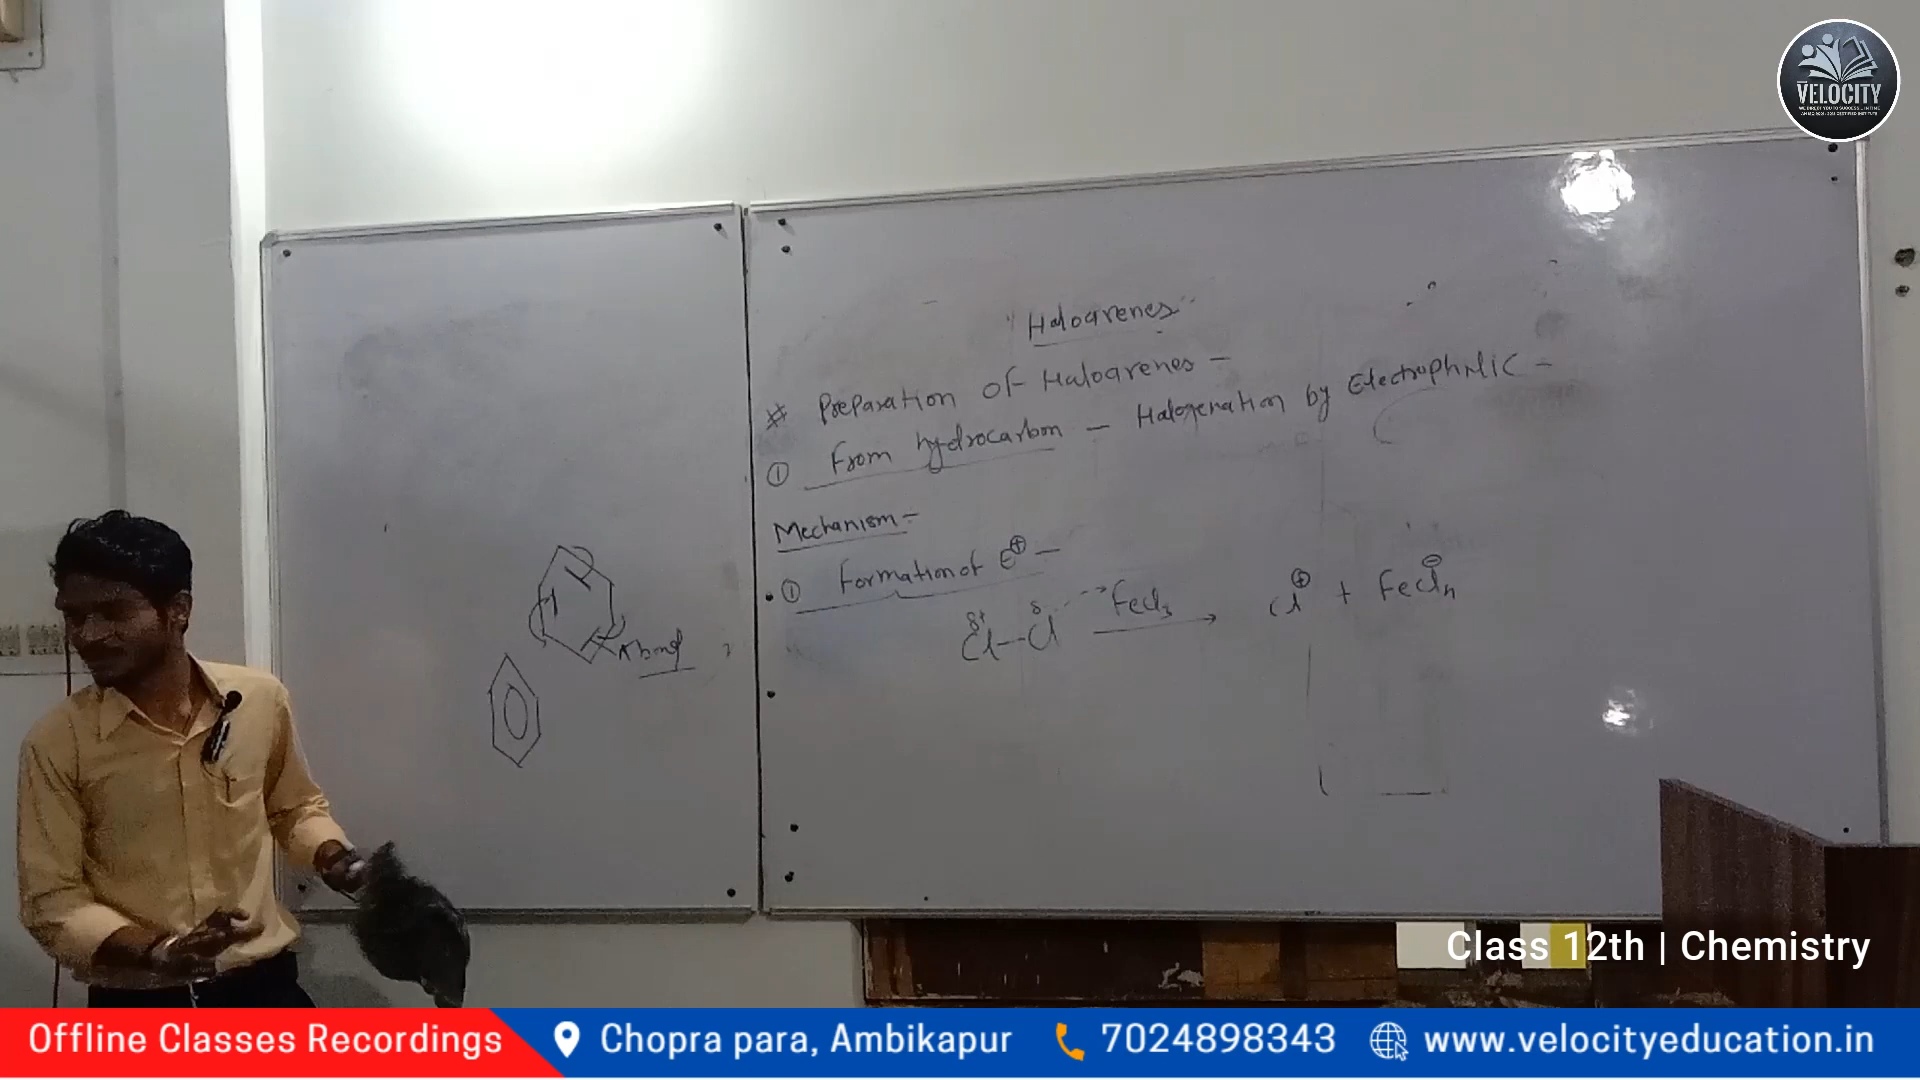 VELOCITY
"Haloarenes"
# Preparation of Haloarenes –
① From hydrocarbon – Halogenation by Electrophilic –
Mechanism –
① Formation of E⊕ –
δ+ δ
Cl—Cl FeCl₃ → Cl⊕ + FeCl₄⊖
Class 12th | Chemistry
Offline Classes Recordings
Chopra para, Ambikapur
7024898343
www.velocityeducation.in